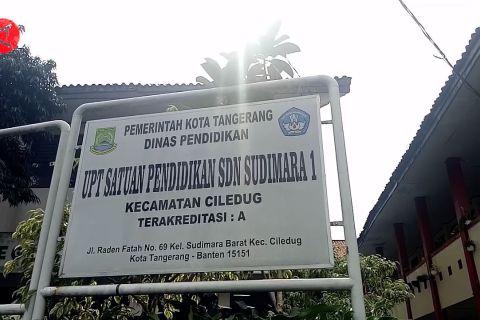 PEMERINTAH KOTA TANGERANG
DINAS PENDIDIKAN
UPT SATUAN PENDIDIKAN SDN SUDIMARA 1
KECAMATAN CILEDUG
TERAKREDITASI : A
Jl. Raden Fatah No. 69 Kel. Sudimara Barat Kec. Ciledug
Kota Tangerang - Banten 15151